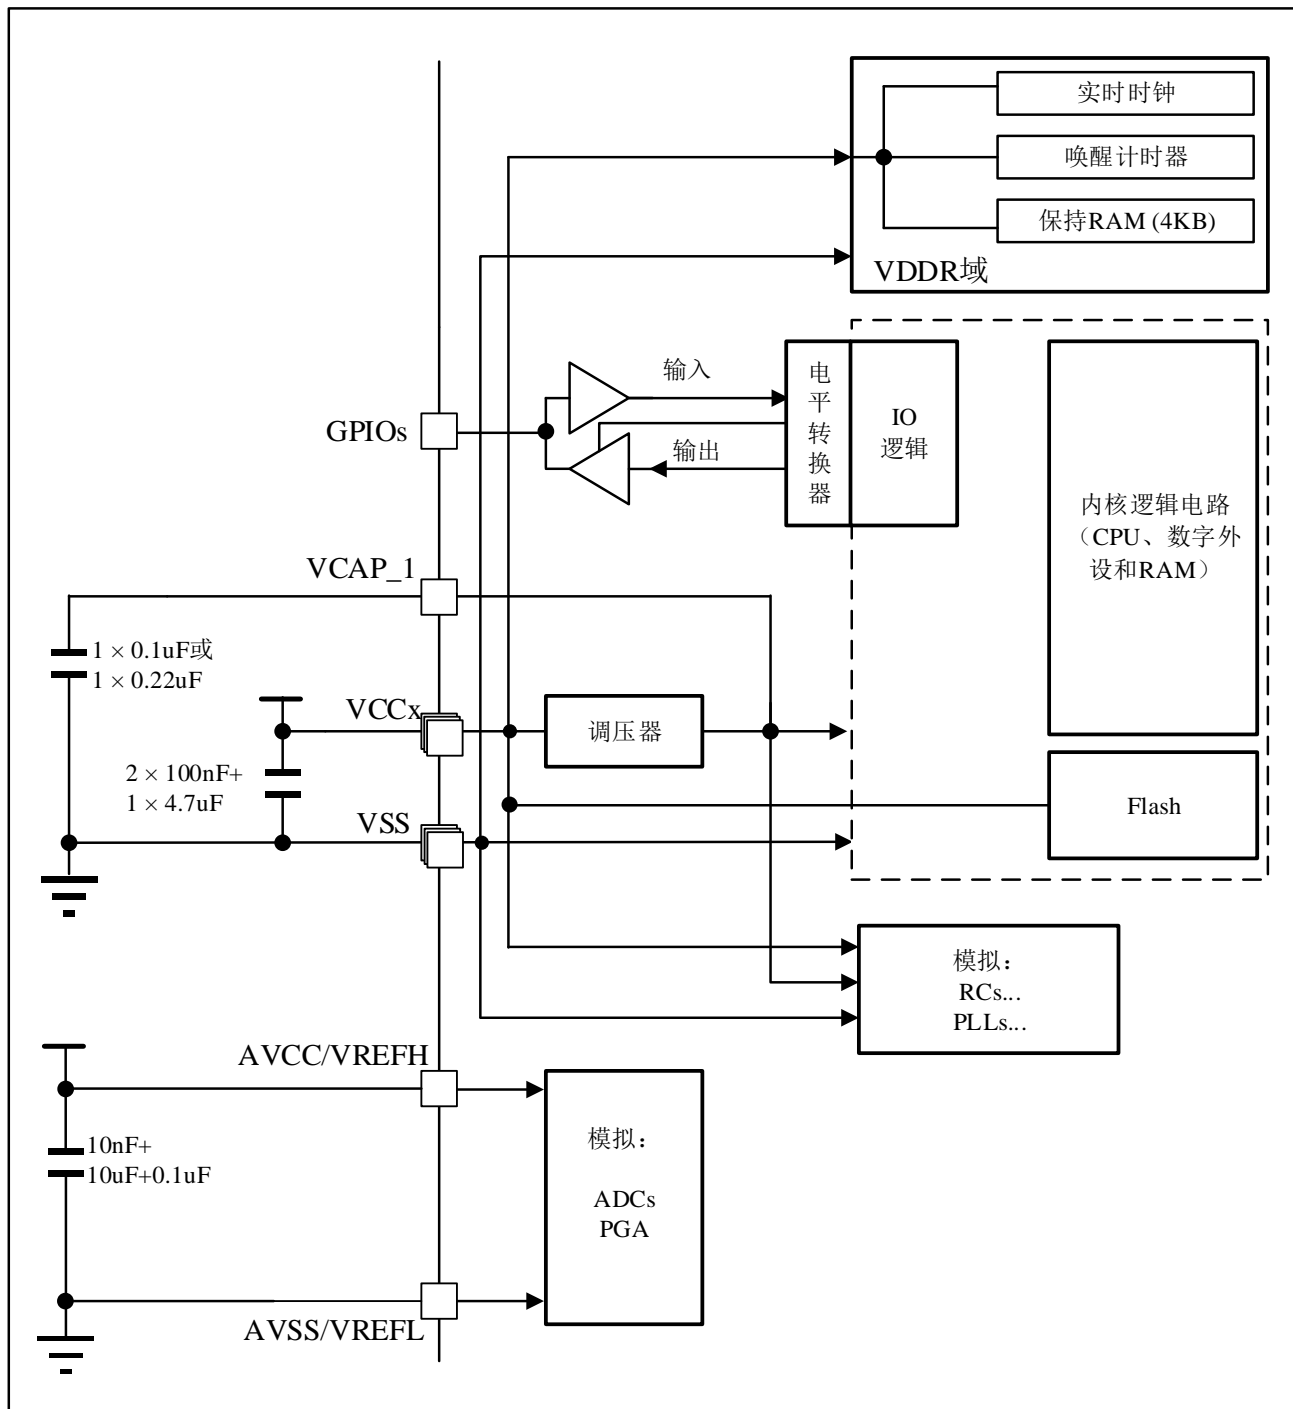 实时时钟
唤醒计时器
保持RAM (4KB)
VDDR域
输入
电平转换器
IO
逻辑
GPIOs
输出
内核逻辑电路
（CPU、数字外
设和RAM）
VCAP_1
1 × 0.1uF或
1 × 0.22uF
VCCx
调压器
2 × 100nF+
1 × 4.7uF
VSS
Flash
模拟：
RCs...
PLLs...
AVCC/VREFH
10nF+
10uF+0.1uF
模拟：
ADCs
PGA
AVSS/VREFL